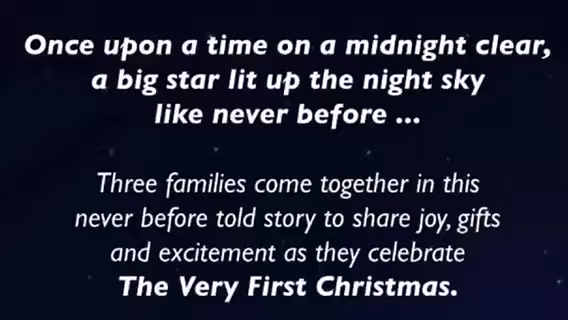 Once upon a time on a midnight clear,
a big star lit up the night sky
like never before ...
Three families come together in this
never before told story to share joy, gifts
and excitement as they celebrate
The Very First Christmas.